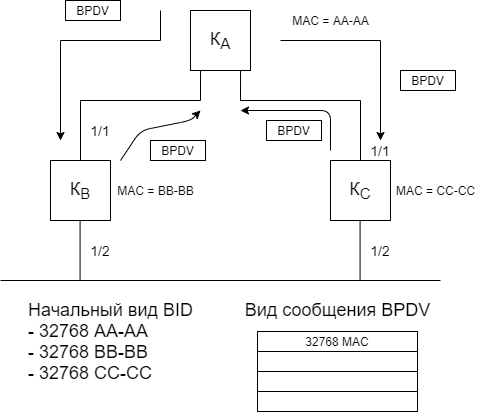 BPDV
KA
MAC = AA-AA
BPDV
BPDV
BPDV
1/1
1/1
KB
MAC = BB-BB
KC
MAC = CC-CC
1/2
1/2
Начальный вид BID
- 32768 AA-AA
- 32768 BB-BB
- 32768 CC-CC
Вид сообщения BPDV
32768 MAC